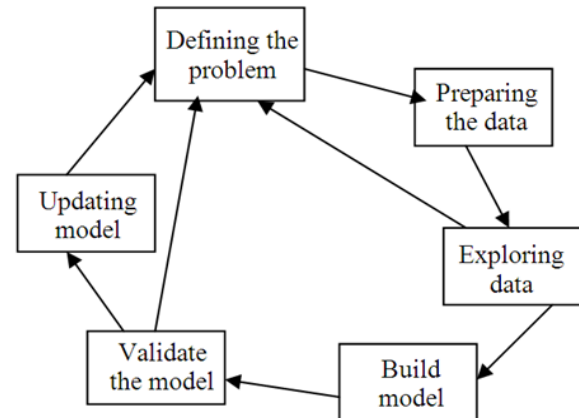 Defining the
problem
Preparing
the data
Exploring
data
Build
model
Validate
the model
Updating
model